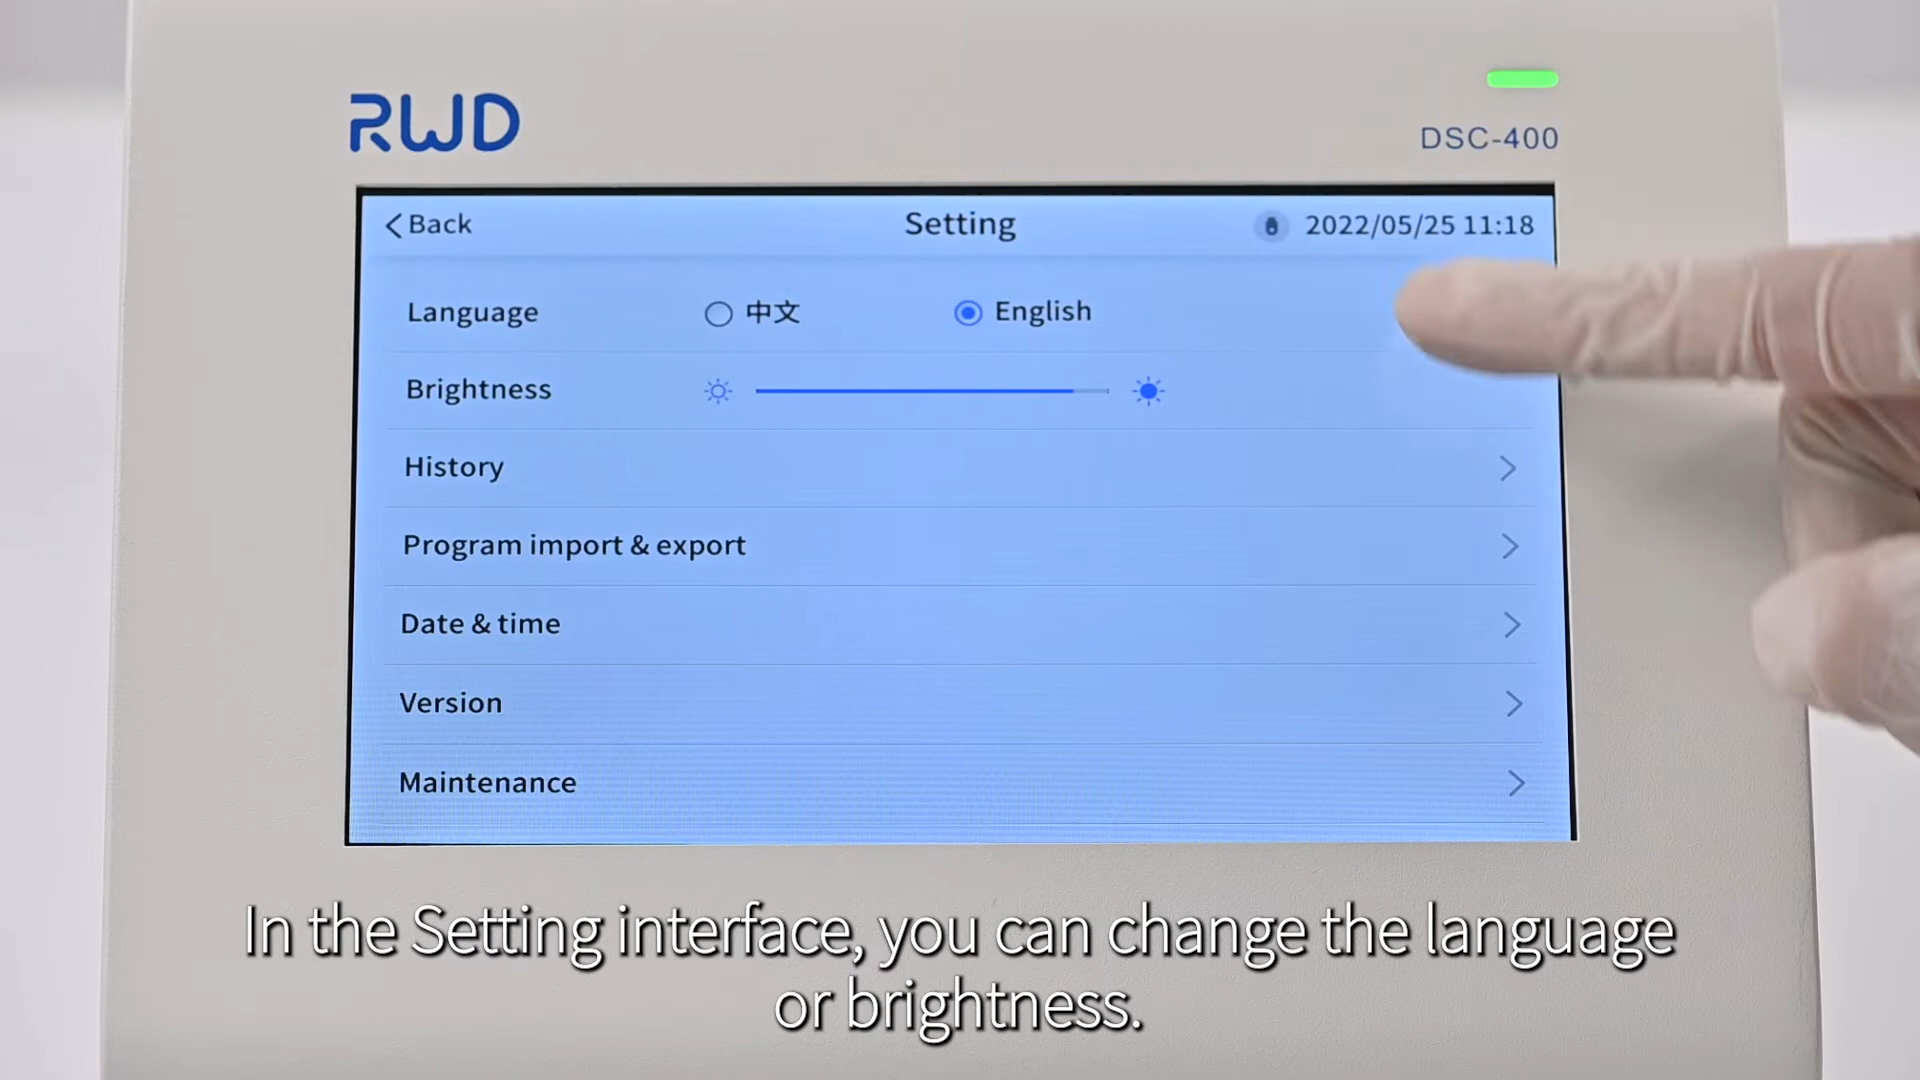 RWD
DSC-400
Back
Setting
2022/05/25 11:18
Language
中文
English
Brightness
History
Program import & export
Date & time
Version
Maintenance
In the Setting interface, you can change the language
or brightness.